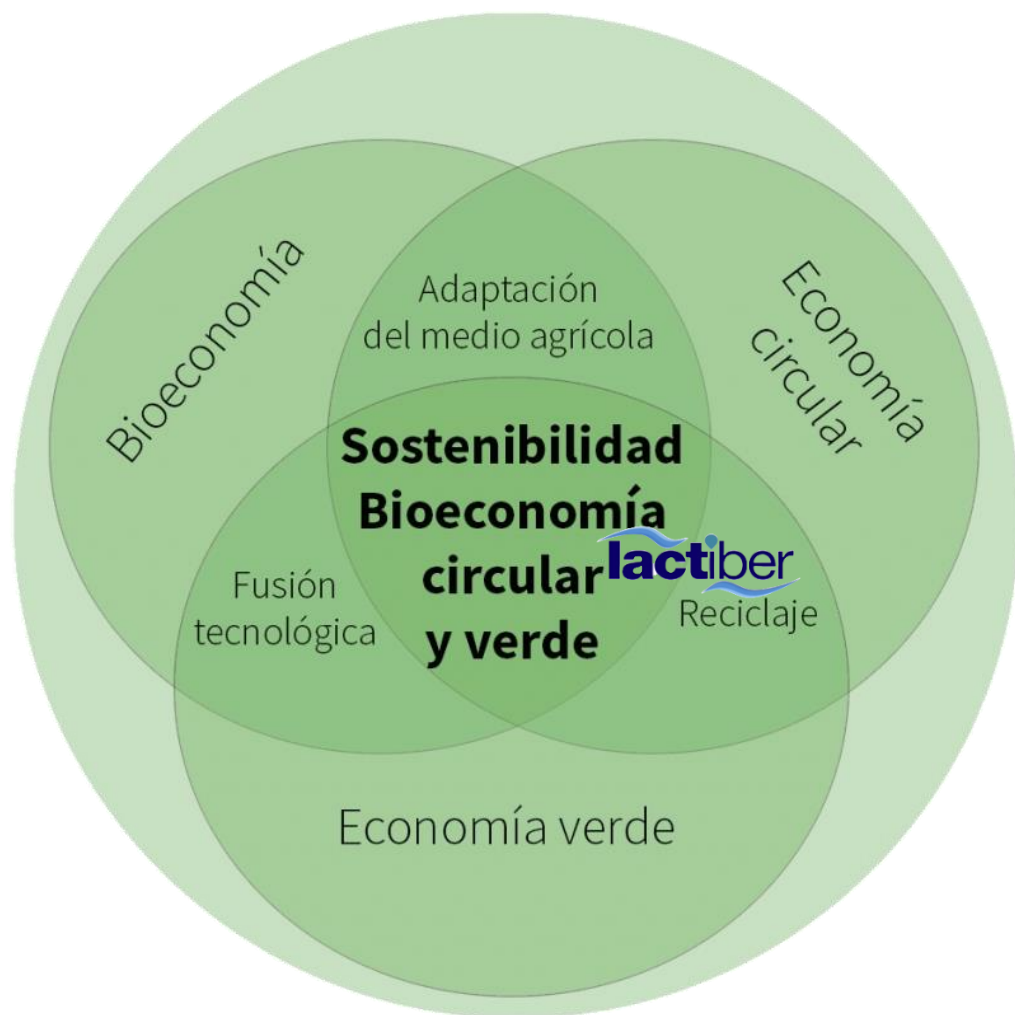 Bioeconomía
Economía
circular
Adaptación
del medio agrícola
Sostenibilidad
Bioeconomía
circular
y verde
lactiber
Fusión
tecnológica
Reciclaje
Economía verde